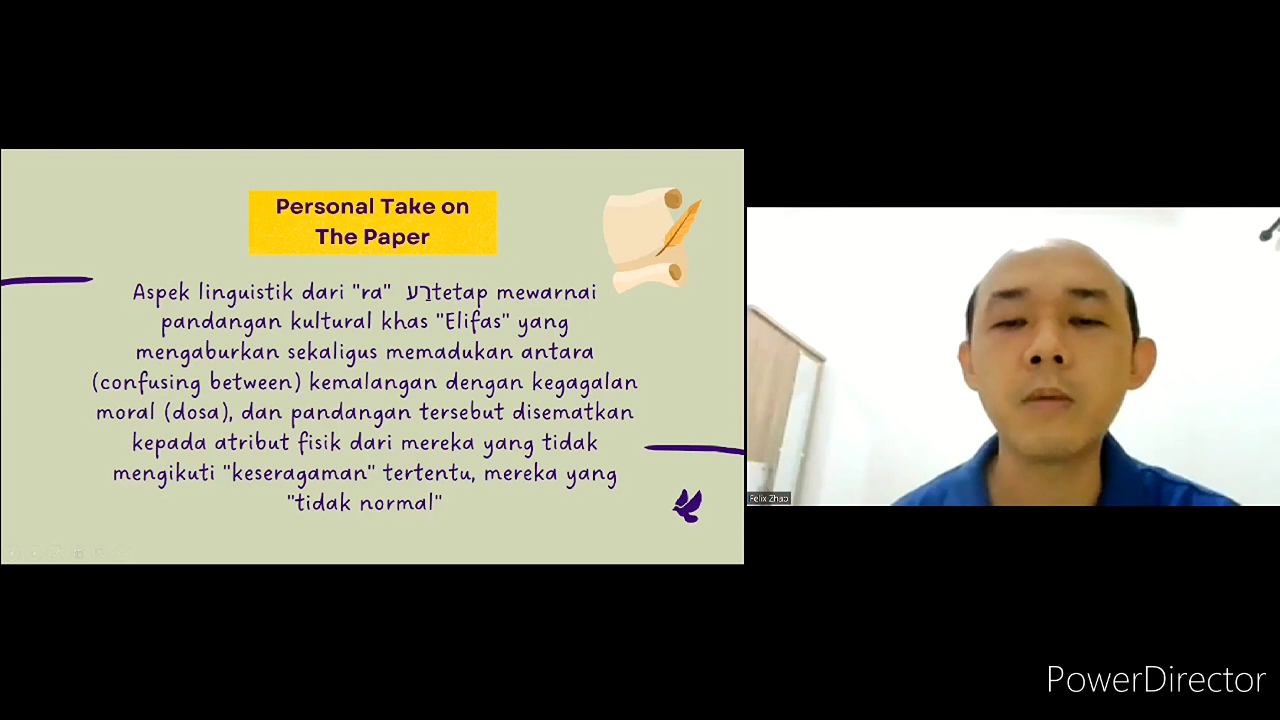 Personal Take on
The Paper
Aspek linguistik dari "ra" רַעtetap mewarnai
pandangan kultural khas "Elifas" yang
mengaburkan sekaligus memadukan antara
(confusing between) kemalangan dengan kegagalan
moral (dosa), dan pandangan tersebut disematkan
kepada atribut fisik dari mereka yang tidak
mengikuti "keseragaman" tertentu, mereka yang
"tidak normal"
Felix Zhao
PowerDirector